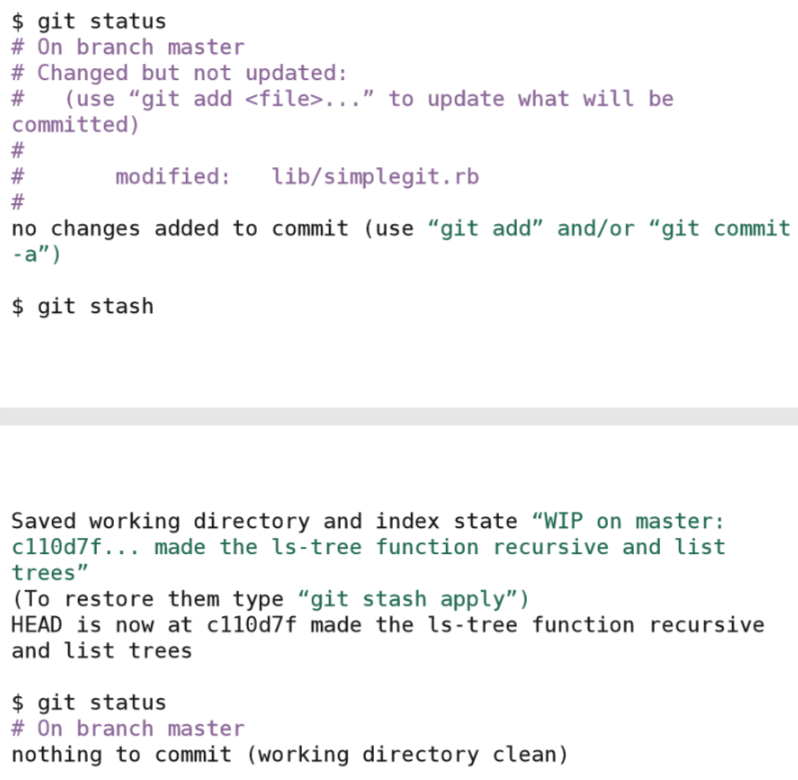 $ git status
# On branch master
# Changed but not updated:
#   (use “git add <file>...” to update what will be
committed)
#
#       modified:   lib/simplegit.rb
#
no changes added to commit (use “git add” and/or “git commit
-a”)
$ git stash
Saved working directory and index state “WIP on master:
c110d7f... made the ls-tree function recursive and list
trees”
(To restore them type “git stash apply”)
HEAD is now at c110d7f made the ls-tree function recursive
and list trees
$ git status
# On branch master
nothing to commit (working directory clean)